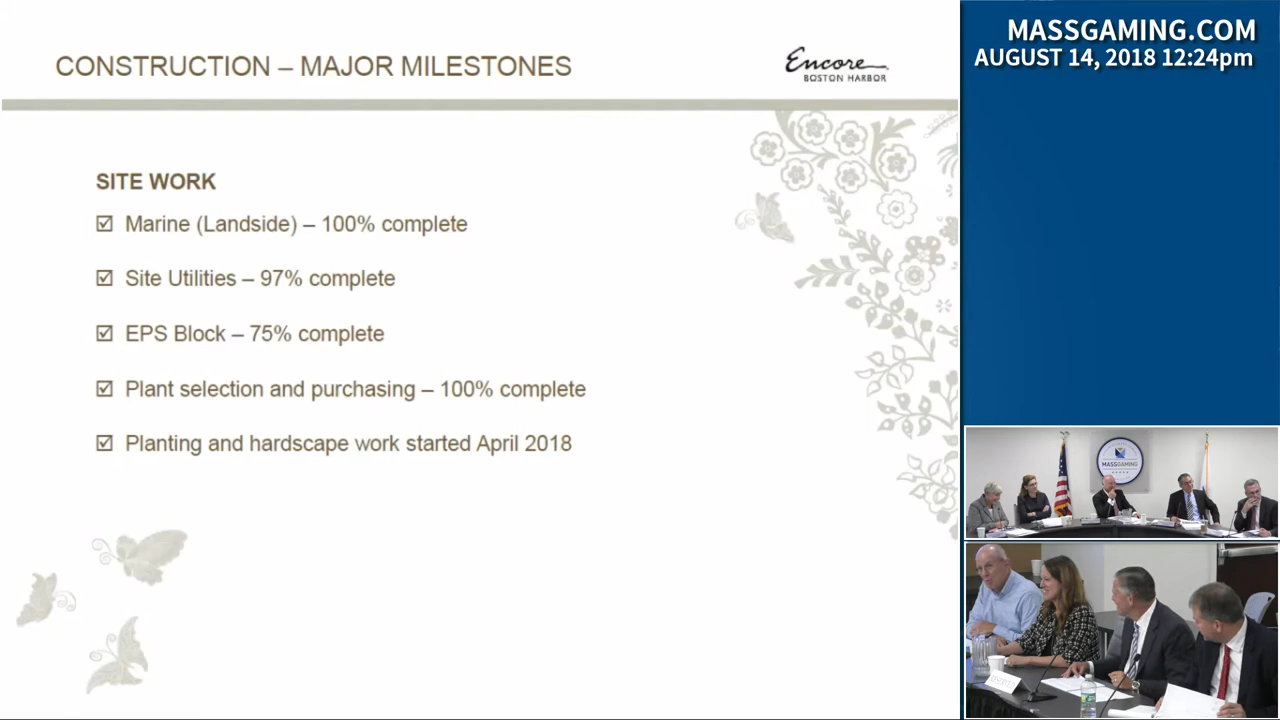 CONSTRUCTION – MAJOR MILESTONES
Encore
BOSTON HARBOR
SITE WORK
☑ Marine (Landside) – 100% complete
☑ Site Utilities – 97% complete
☑ EPS Block – 75% complete
☑ Plant selection and purchasing – 100% complete
☑ Planting and hardscape work started April 2018
MASSGAMING.COM
AUGUST 14, 2018 12:24pm
MASSGAMING